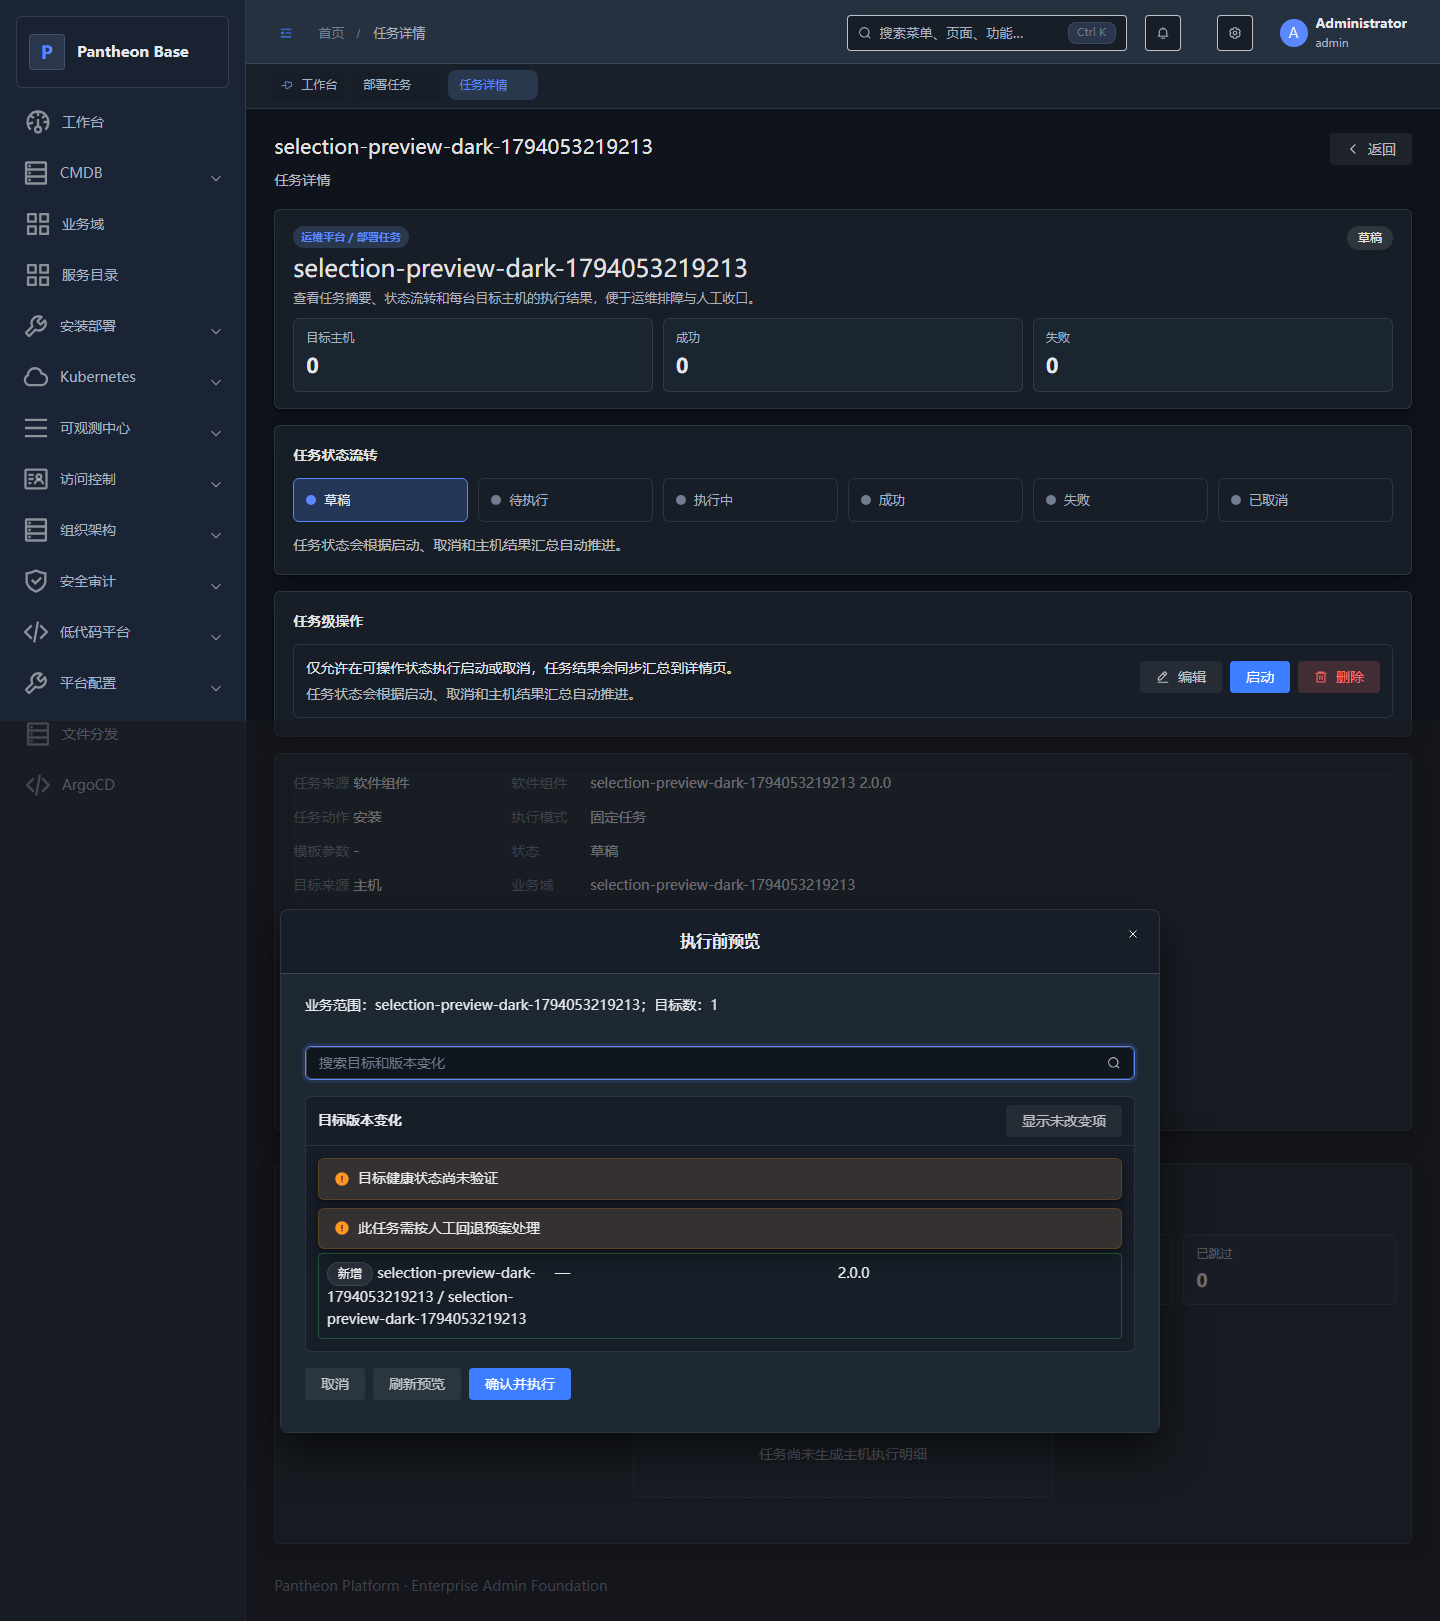 P Pantheon Base
工作台
CMDB
业务域
服务目录
安装部署
Kubernetes
可观测中心
访问控制
组织架构
安全审计
低代码平台
平台配置
文件分发
ArgoCD
首页 / 任务详情
搜索菜单、页面、功能... Ctrl K
A Administrator
admin
工作台 部署任务 任务详情
selection-preview-dark-1794053219213
返回
任务详情
运维平台 / 部署任务
草稿
selection-preview-dark-1794053219213
查看任务摘要、状态流转和每台目标主机的执行结果，便于运维排障与人工收口。
目标主机
0
成功
0
失败
0
任务状态流转
草稿 待执行 执行中 成功 失败 已取消
任务状态会根据启动、取消和主机结果汇总自动推进。
任务级操作
仅允许在可操作状态执行启动或取消，任务结果会同步汇总到详情页。
任务状态会根据启动、取消和主机结果汇总自动推进。
编辑 启动 删除
任务来源 软件组件 软件组件 selection-preview-dark-1794053219213 2.0.0
任务动作 安装 执行模式 固定任务
模板参数 - 状态 草稿
目标来源 主机 业务域 selection-preview-dark-1794053219213
执行前预览
业务范围：selection-preview-dark-1794053219213；目标数：1
搜索目标和版本变化
目标版本变化
显示未改变项
目标健康状态尚未验证
此任务需按人工回退预案处理
新增 selection-preview-dark- — 2.0.0
1794053219213 / selection-
preview-dark-1794053219213
取消 刷新预览 确认并执行
已跳过
0
任务尚未生成主机执行明细
Pantheon Platform · Enterprise Admin Foundation